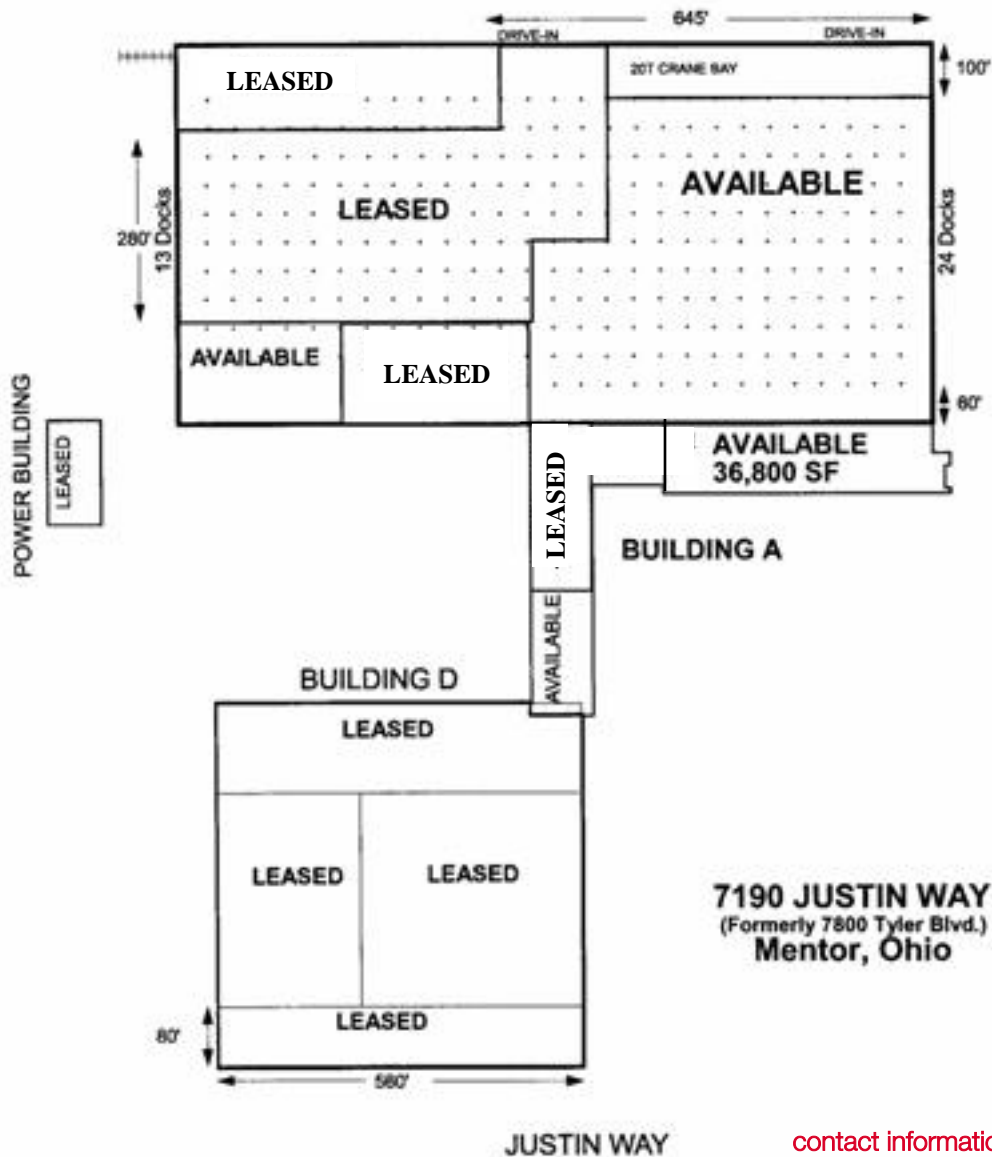 645'
DRIVE-IN
DRIVE-IN
LEASED
20T CRANE BAY
100'
AVAILABLE
LEASED
280'
13 Docks
24 Docks
AVAILABLE
LEASED
60'
POWER BUILDING
LEASED
AVAILABLE
36,800 SF
LEASED
BUILDING A
AVAILABLE
BUILDING D
LEASED
LEASED
LEASED
7190 JUSTIN WAY
(Formerly 7800 Tyler Blvd.)
Mentor, Ohio
LEASED
80'
560'
JUSTIN WAY
contact informatio